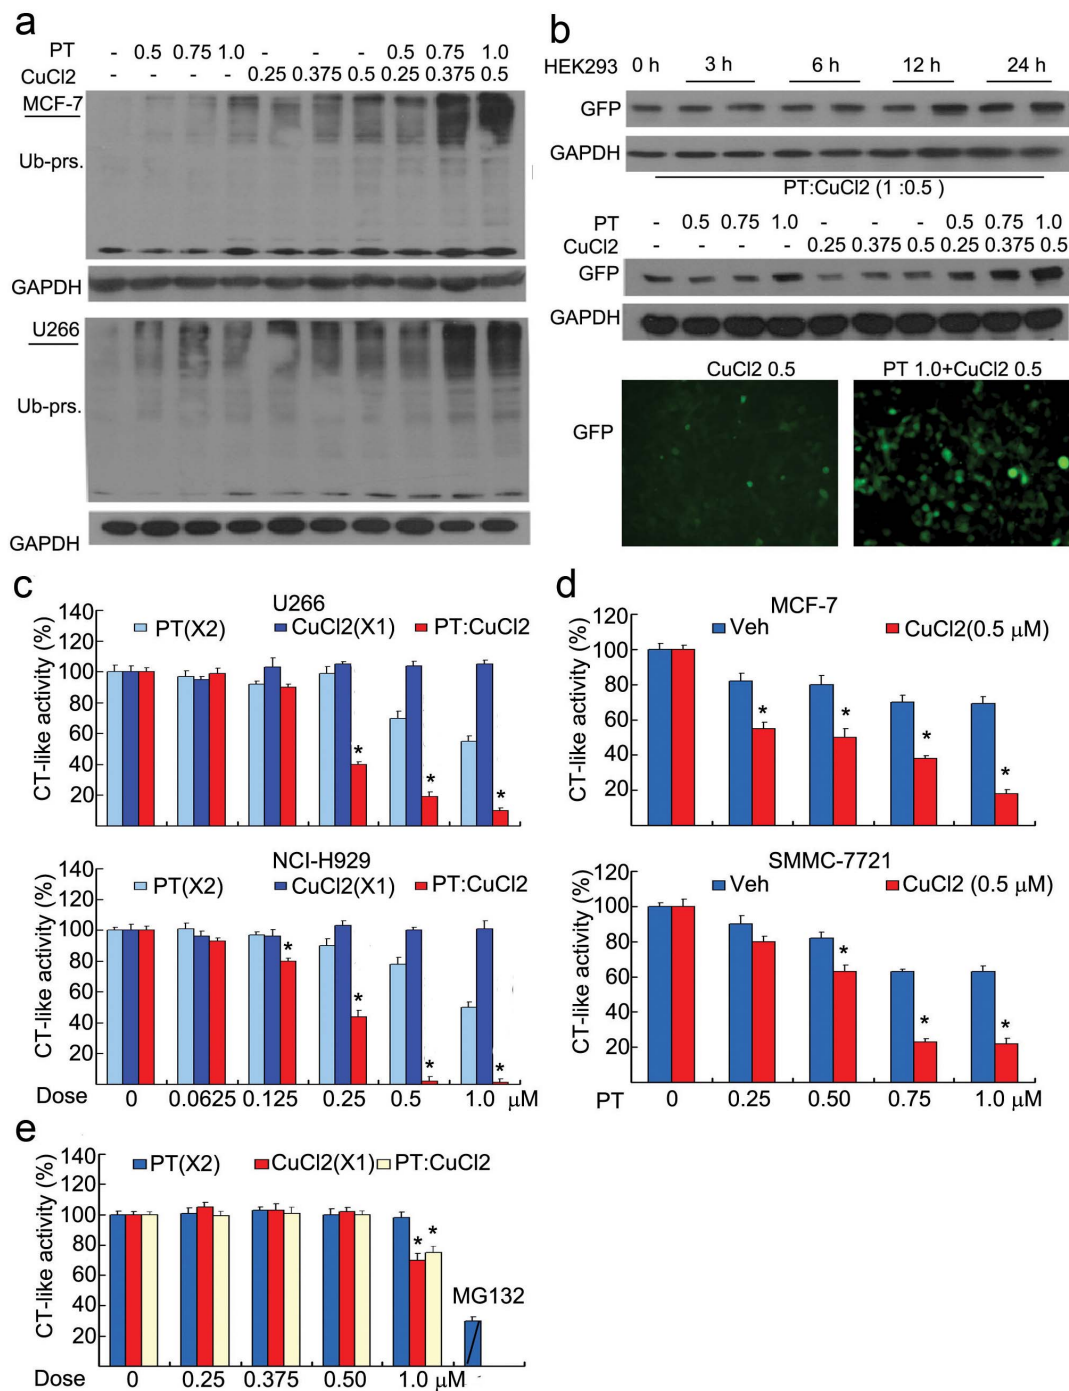 a
PT - 0.5 0.75 1.0 - - - 0.5 0.75 1.0
CuCl2 - - - - 0.25 0.375 0.5 0.25 0.375 0.5
MCF-7
Ub-prs.
GAPDH
U266
Ub-prs.
GAPDH
b
HEK293 0 h 3 h 6 h 12 h 24 h
GFP
GAPDH
PT:CuCl2 (1 :0.5 )
PT - 0.5 0.75 1.0 - - - 0.5 0.75 1.0
CuCl2 - - - - 0.25 0.375 0.5 0.25 0.375 0.5
GFP
GAPDH
CuCl2 0.5 PT 1.0+CuCl2 0.5
GFP
c
U266
PT(X2) CuCl2(X1) PT:CuCl2
CT-like activity (%)
140
120
100
80
60
40
20
* * *
NCI-H929
PT(X2) CuCl2(X1) PT:CuCl2
CT-like activity (%)
140
120
100
80
60
40
20
* * * *
Dose 0 0.0625 0.125 0.25 0.5 1.0 μM
d
MCF-7
Veh CuCl2(0.5 μM)
CT-like activity (%)
120
100
80
60
40
20
* * * *
SMMC-7721
Veh CuCl2 (0.5 μM)
CT-like activity (%)
120
100
80
60
40
20
* * *
PT 0 0.25 0.50 0.75 1.0 μM
e
PT(X2) CuCl2(X1) PT:CuCl2
CT-like activity (%)
140
120
100
80
60
40
20
* *
MG132
Dose 0 0.25 0.375 0.50 1.0 μM